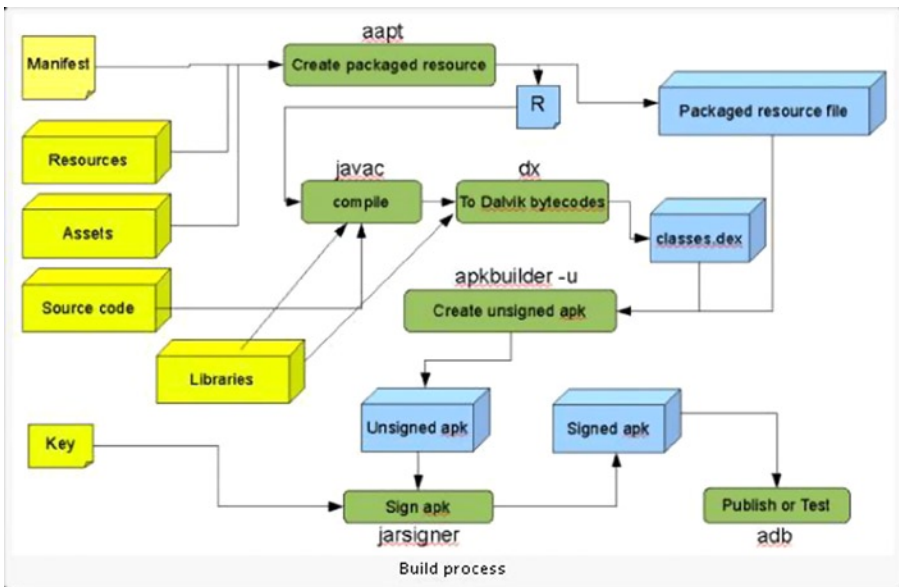 aapt
Manifest
Create packaged resource
R
Packaged resource file
Resources
javac
dx
compile
To Dalvik bytecodes
Assets
classes.dex
apkbuilder -u
Source code
Create unsigned apk
Libraries
Unsigned apk
Signed apk
Key
Sign apk
Publish or Test
jarsigner
adb
Build process